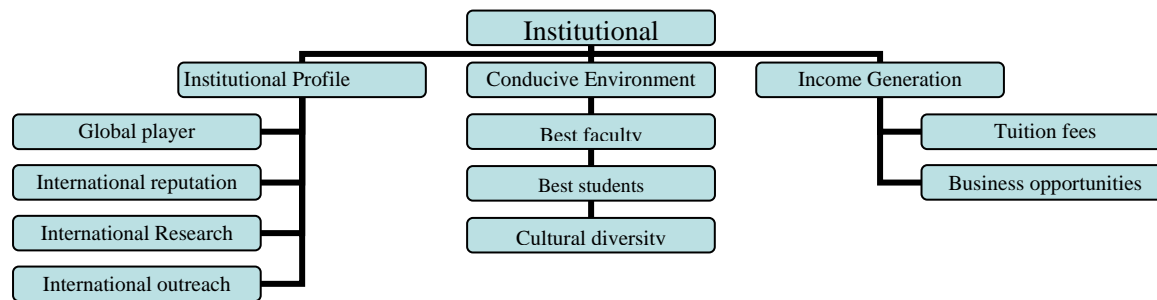 Institutional
Institutional Profile
Conducive Environment
Income Generation
Global player
International reputation
International Research
International outreach
Best faculty
Best students
Cultural diversity
Tuition fees
Business opportunities